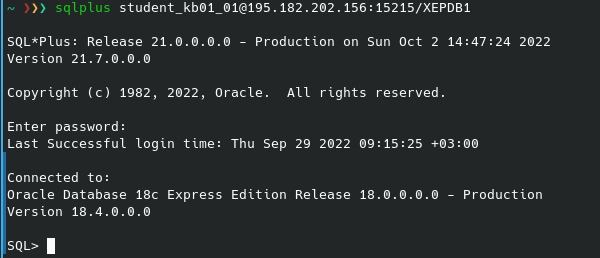 ~ ❯❯❯ sqlplus student_kb01_01@195.182.202.156:15215/XEPDB1
SQL*Plus: Release 21.0.0.0.0 - Production on Sun Oct 2 14:47:24 2022
Version 21.7.0.0.0
Copyright (c) 1982, 2022, Oracle.  All rights reserved.
Enter password:
Last Successful login time: Thu Sep 29 2022 09:15:25 +03:00
Connected to:
Oracle Database 18c Express Edition Release 18.0.0.0.0 - Production
Version 18.4.0.0.0
SQL>